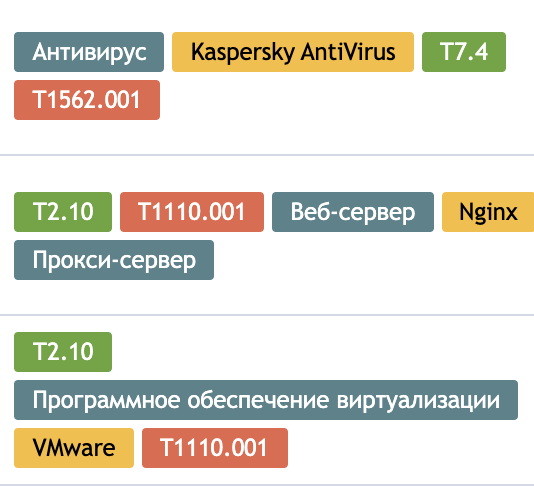 Антивирус Kaspersky AntiVirus T7.4
T1562.001
T2.10 T1110.001 Веб-сервер Nginx
Прокси-сервер
T2.10
Программное обеспечение виртуализации
VMware T1110.001